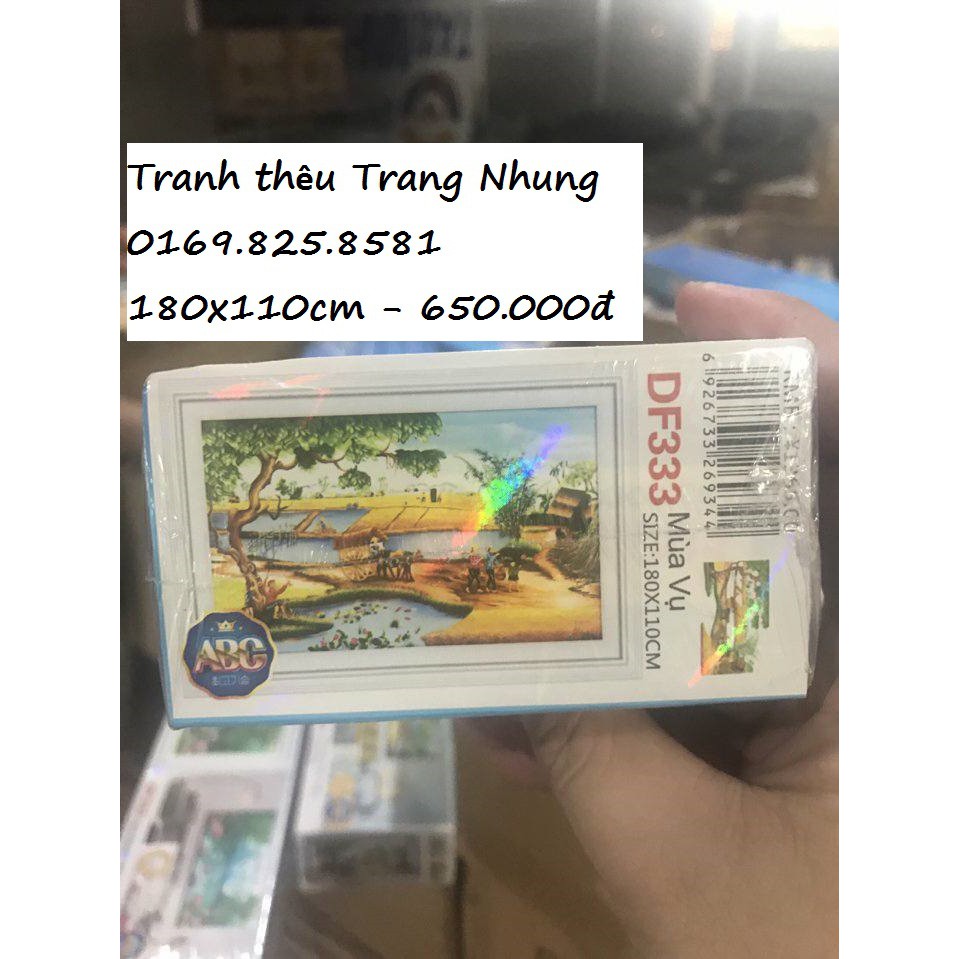 Tranh thêu Trang Nhung
0169.825.8581
180x110cm - 650.000đ
DF333 Mùa Vụ
SIZE:180X110CM
6926733269344
ABC